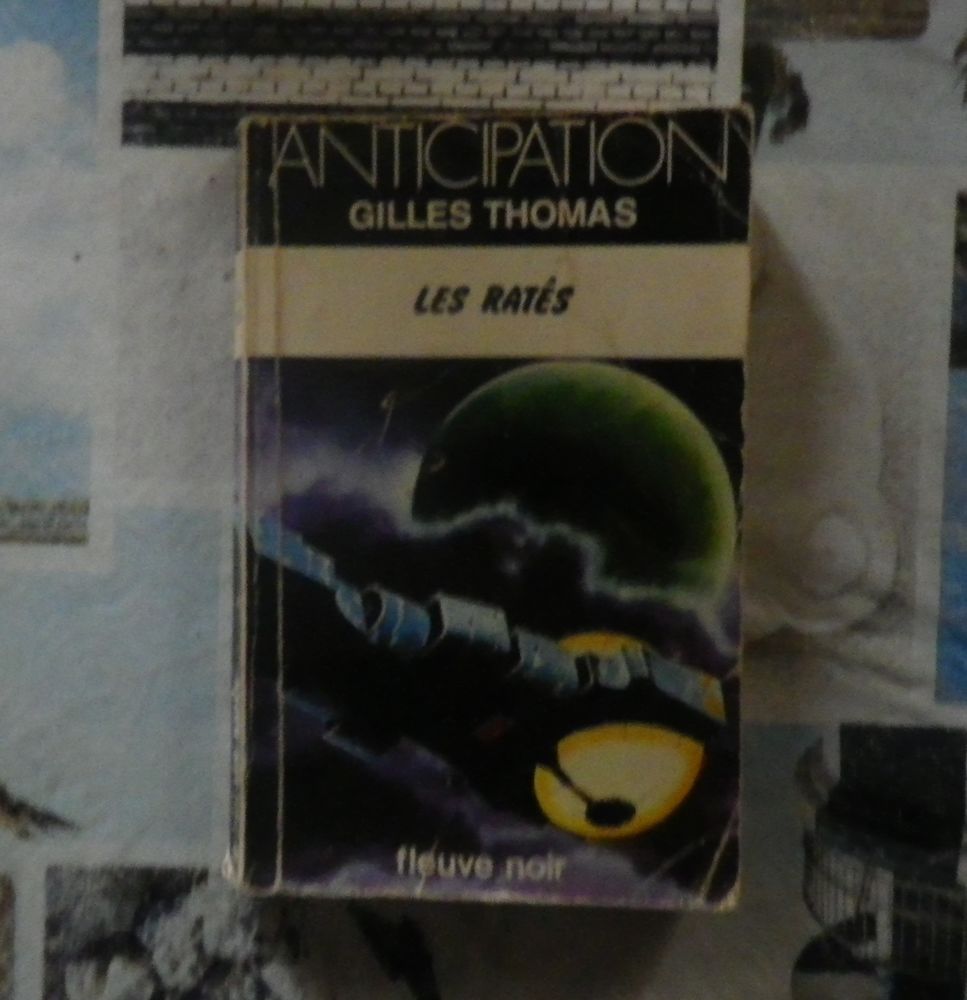 ANTICIPATION
GILLES THOMAS
LES RATÉS
fleuve noir